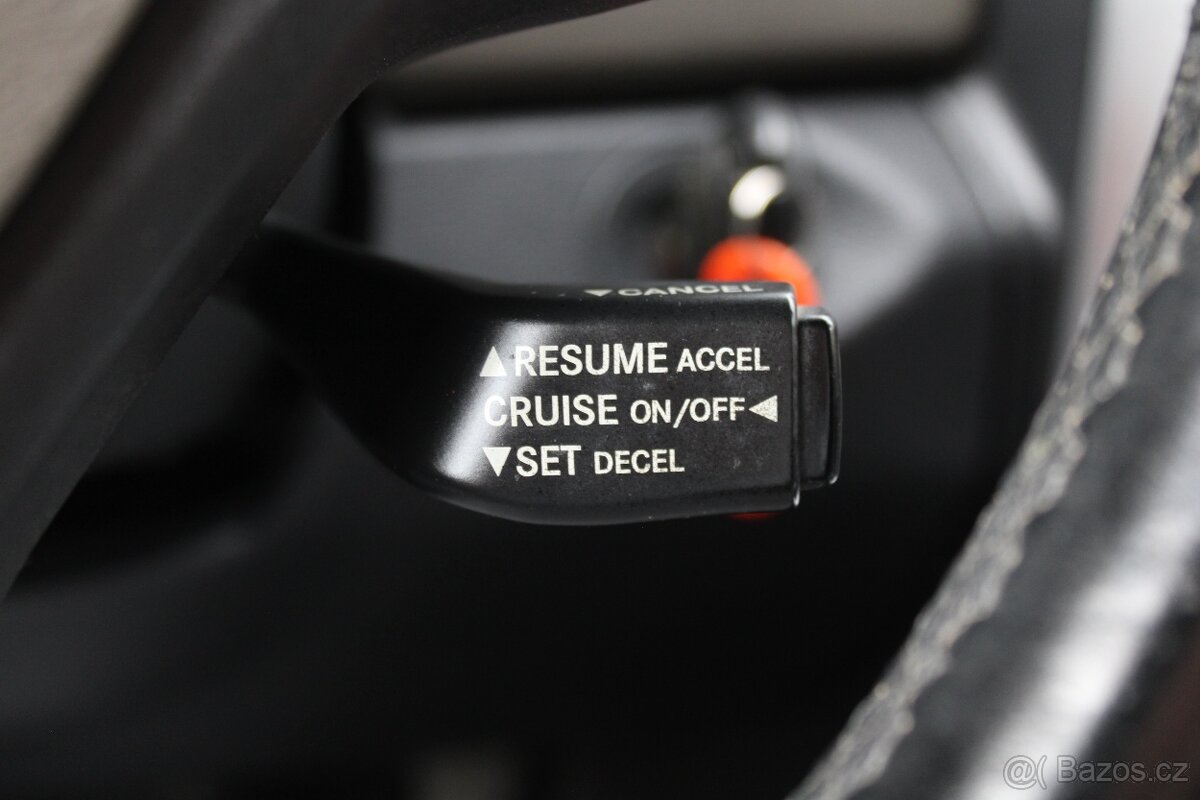 ▼CANCEL
▲RESUME ACCEL
CRUISE ON/OFF◀
▼SET DECEL
@( Bazos.cz